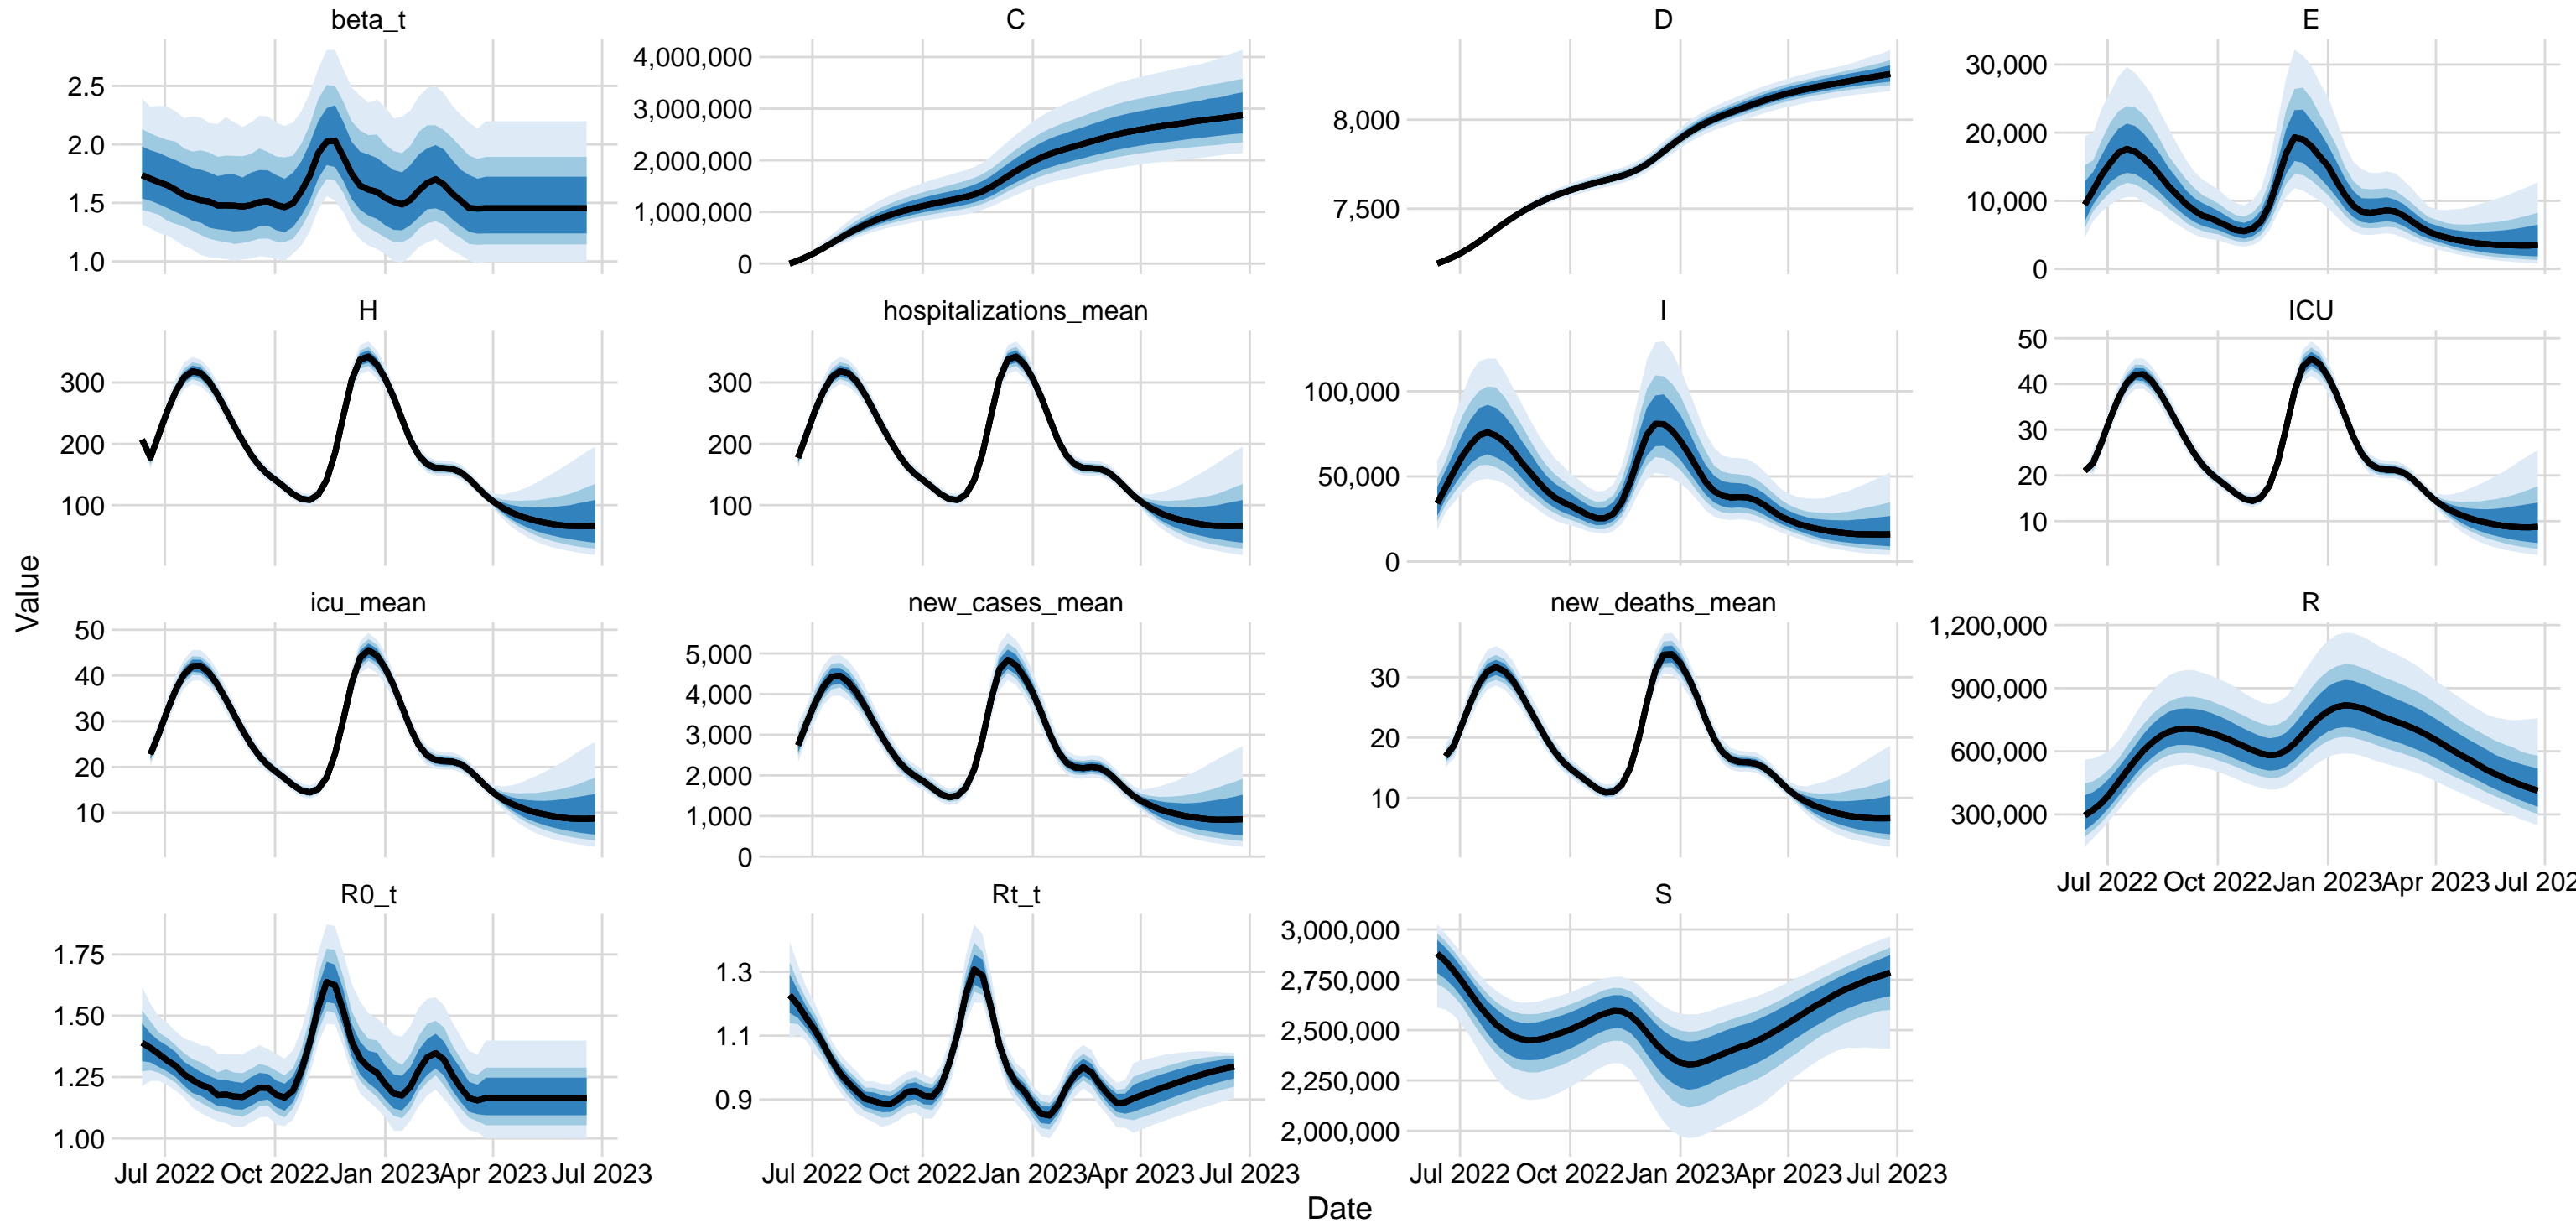 beta_t
C
D
E
2.5
2.0
1.5
1.0
4,000,000
3,000,000
2,000,000
1,000,000
0
8,000
7,500
30,000
20,000
10,000
0
H
hospitalizations_mean
I
ICU
300
200
100
300
200
100
100,000
50,000
0
50
40
30
20
10
Value
icu_mean
new_cases_mean
new_deaths_mean
R
50
40
30
20
10
5,000
4,000
3,000
2,000
1,000
0
30
20
10
1,200,000
900,000
600,000
300,000
Jul 2022 Oct 2022 Jan 2023 Apr 2023 Jul 202
R0_t
Rt_t
S
1.75
1.50
1.25
1.00
1.3
1.1
0.9
3,000,000
2,750,000
2,500,000
2,250,000
2,000,000
Jul 2022 Oct 2022 Jan 2023 Apr 2023 Jul 2023
Jul 2022 Oct 2022 Jan 2023 Apr 2023 Jul 2023
Jul 2022 Oct 2022 Jan 2023 Apr 2023 Jul 2023
Date